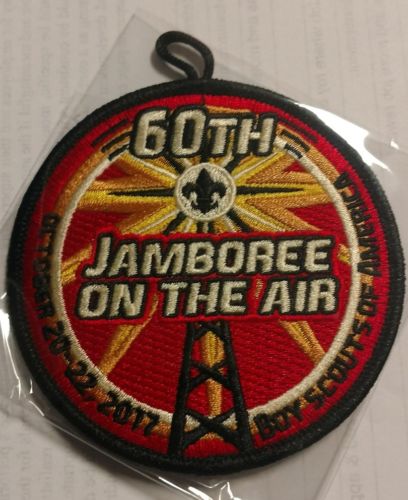 60TH
JAMBOREE
ON THE AIR
OCTOBER 20-22, 2017
BOY SCOUTS OF AMERICA